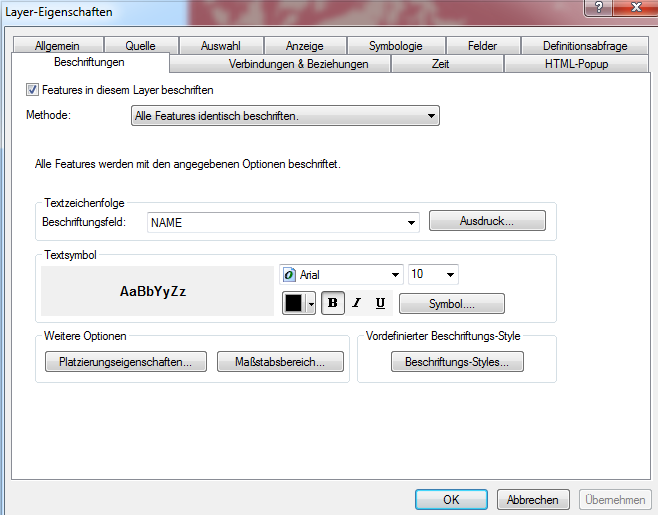 Layer-Eigenschaften
Allgemein Quelle Auswahl Anzeige Symbologie Felder Definitionsabfrage
Beschriftungen Verbindungen & Beziehungen Zeit HTML-Popup
Features in diesem Layer beschriften
Methode: Alle Features identisch beschriften.
Alle Features werden mit den angegebenen Optionen beschriftet.
Textzeichenfolge
Beschriftungsfeld: NAME Ausdruck...
Textsymbol
AaBbYyZz
Arial 10
B I U Symbol....
Weitere Optionen
Platzierungseigenschaften... Maßstabsbereich...
Vordefinierter Beschriftungs-Style
Beschriftungs-Styles...
OK Abbrechen Übernehmen